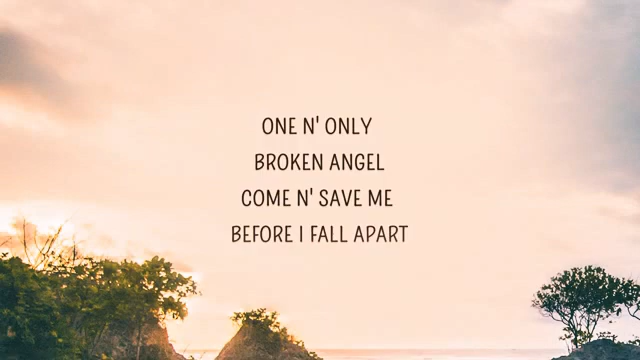 ONE N' ONLY
BROKEN ANGEL
COME N' SAVE ME
BEFORE I FALL APART